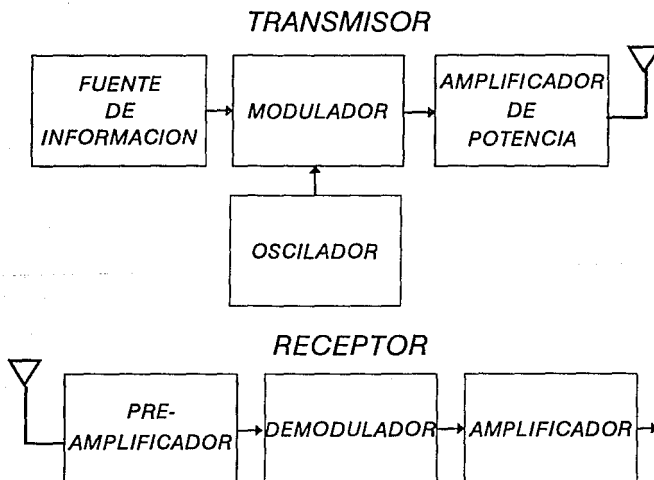 TRANSMISOR
FUENTE
DE
INFORMACION
MODULADOR
AMPLIFICADOR
DE
POTENCIA
OSCILADOR
RECEPTOR
PRE-
AMPLIFICADOR
DEMODULADOR
AMPLIFICADOR